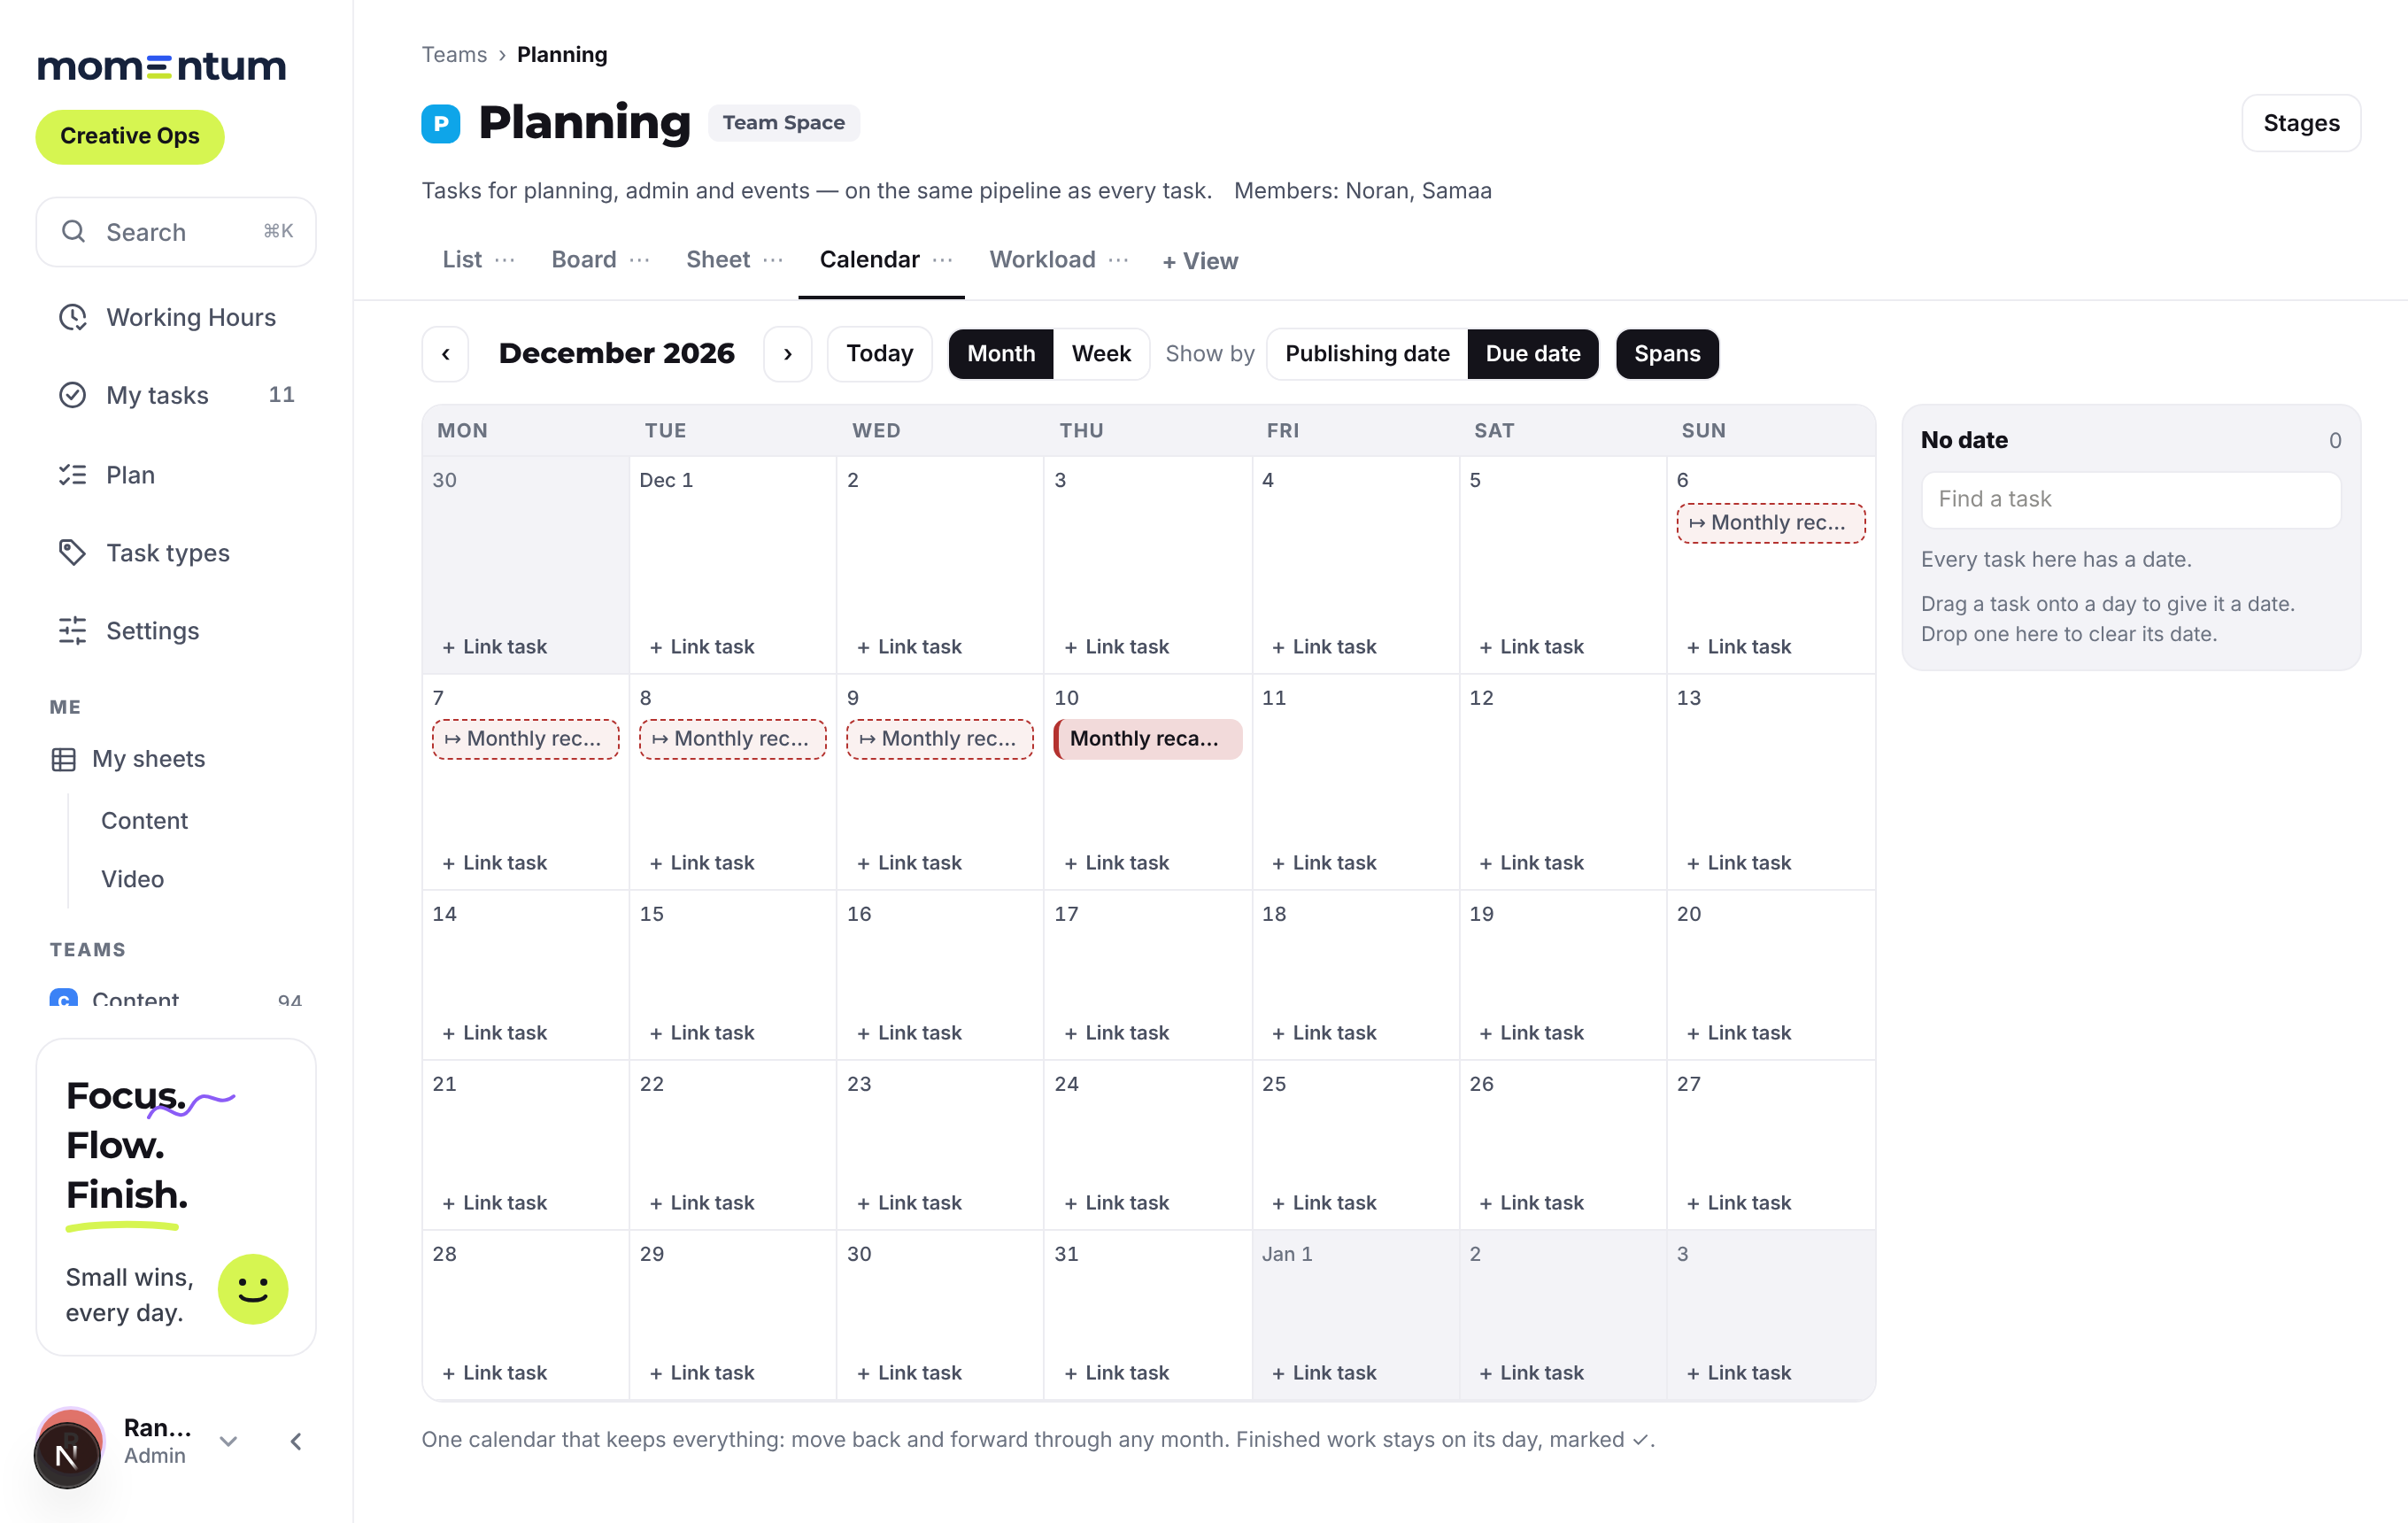 momentum
Creative Ops
Search ⌘K
Working Hours
My tasks 11
Plan
Task types
Settings
ME
My sheets
Content
Video
TEAMS
C Content 94
Focus.
Flow.
Finish.
Small wins,
every day.
N
Ran...
Admin
Teams › Planning
P Planning Team Space
Stages
Tasks for planning, admin and events — on the same pipeline as every task. Members: Noran, Samaa
List ··· Board ··· Sheet ··· Calendar ··· Workload ··· + View
‹ December 2026 › Today Month Week Show by Publishing date Due date Spans
MON TUE WED THU FRI SAT SUN
30 Dec 1 2 3 4 5 6
↦ Monthly rec...
+ Link task + Link task + Link task + Link task + Link task + Link task + Link task
7 8 9 10 11 12 13
↦ Monthly rec... ↦ Monthly rec... ↦ Monthly rec... Monthly reca...
+ Link task + Link task + Link task + Link task + Link task + Link task + Link task
14 15 16 17 18 19 20
+ Link task + Link task + Link task + Link task + Link task + Link task + Link task
21 22 23 24 25 26 27
+ Link task + Link task + Link task + Link task + Link task + Link task + Link task
28 29 30 31 Jan 1 2 3
+ Link task + Link task + Link task + Link task + Link task + Link task + Link task
No date 0
Find a task
Every task here has a date.
Drag a task onto a day to give it a date.
Drop one here to clear its date.
One calendar that keeps everything: move back and forward through any month. Finished work stays on its day, marked ✓.